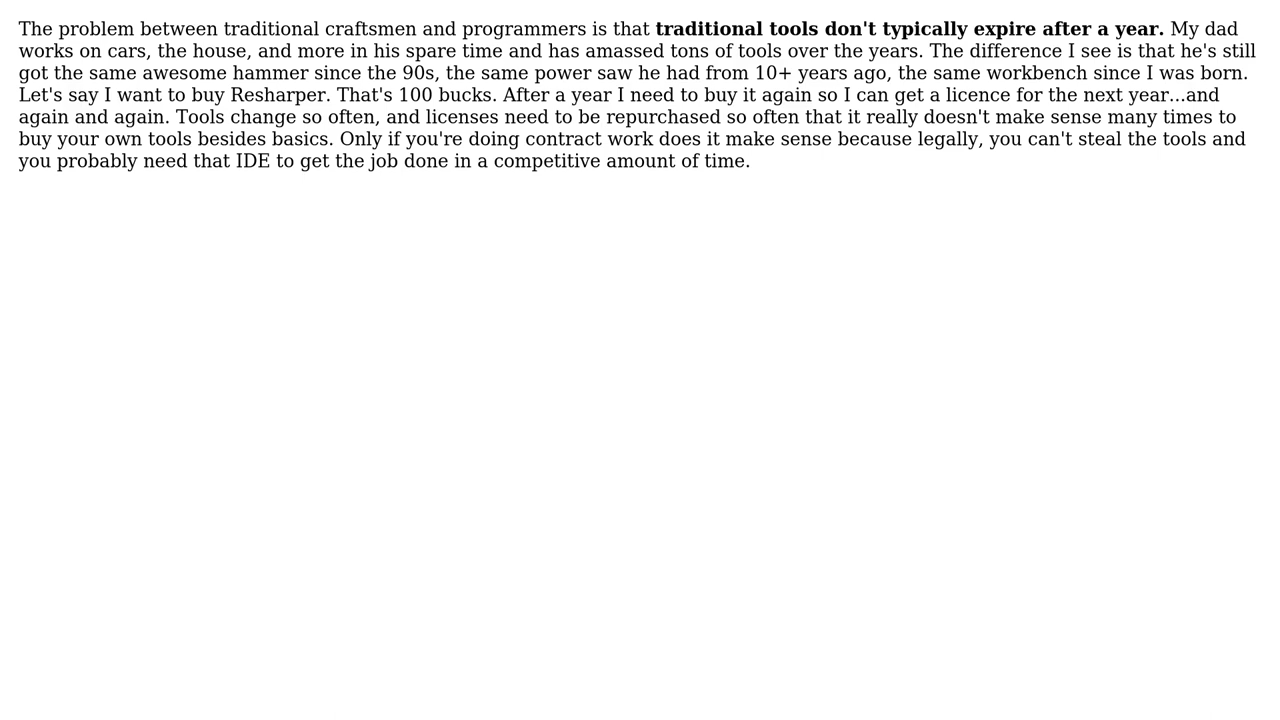 The problem between traditional craftsmen and programmers is that traditional tools don't typically expire after a year. My dad
works on cars, the house, and more in his spare time and has amassed tons of tools over the years. The difference I see is that he's still
got the same awesome hammer since the 90s, the same power saw he had from 10+ years ago, the same workbench since I was born.
Let's say I want to buy Resharper. That's 100 bucks. After a year I need to buy it again so I can get a licence for the next year...and
again and again. Tools change so often, and licenses need to be repurchased so often that it really doesn't make sense many times to
buy your own tools besides basics. Only if you're doing contract work does it make sense because legally, you can't steal the tools and
you probably need that IDE to get the job done in a competitive amount of time.